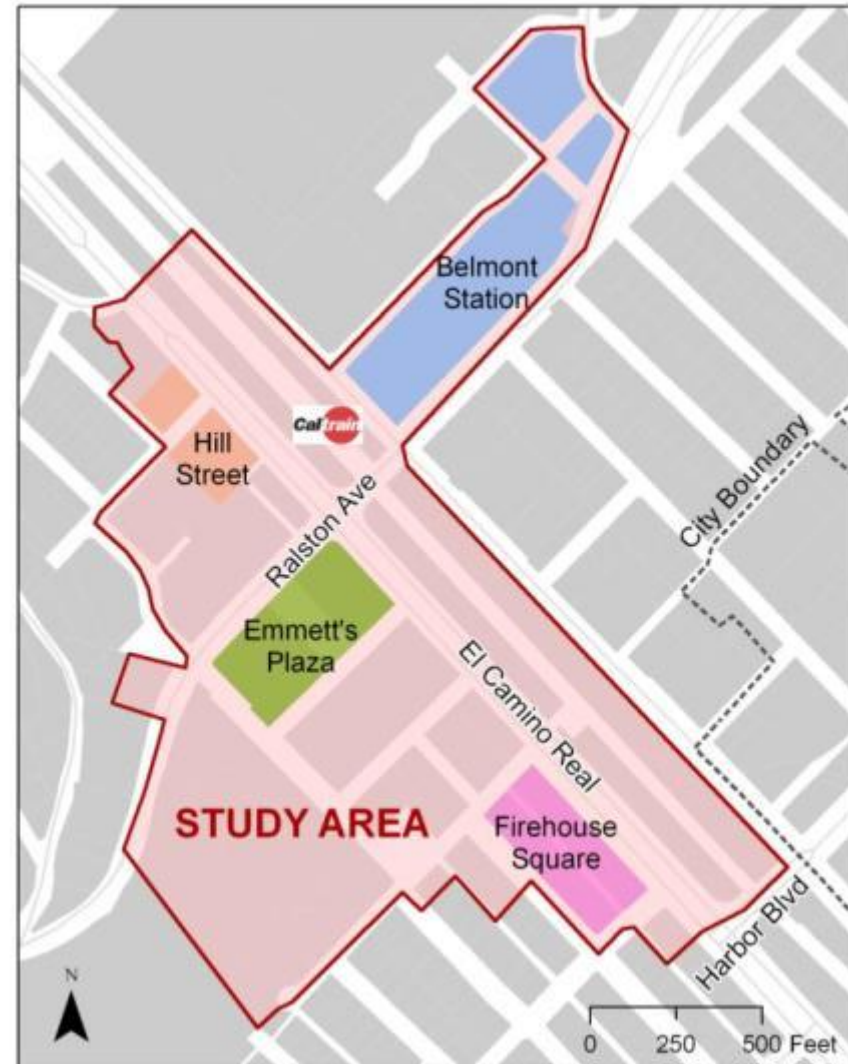 Belmont
Station
Caltrain
Hill
Street
Ralston Ave
City Boundary
Emmett's
Plaza
El Camino Real
STUDY AREA
Firehouse
Square
Harbor Blvd
N
0 250 500 Feet